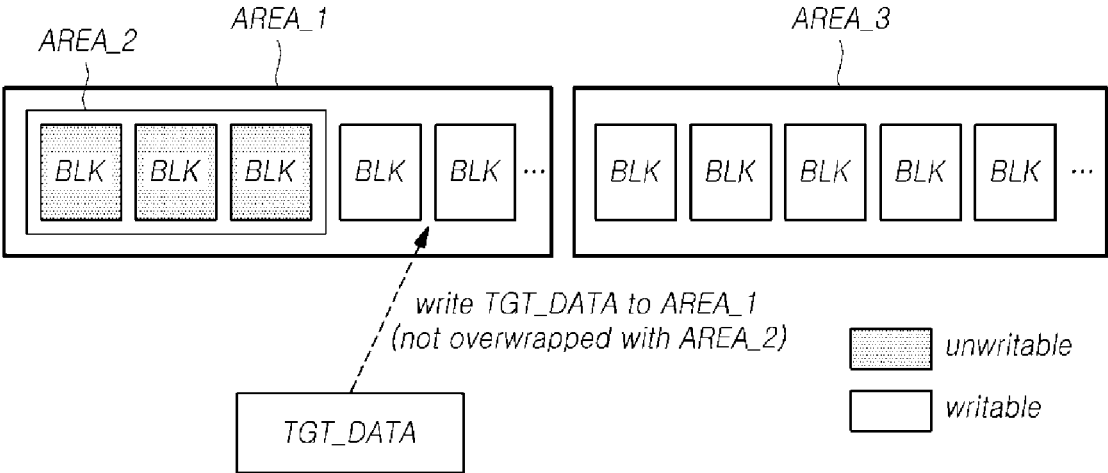 AREA_1
AREA_3
AREA_2
BLK BLK BLK BLK BLK ... BLK BLK BLK BLK BLK ...
write TGT_DATA to AREA_1
(not overwrapped with AREA_2)
unwritable
writable
TGT_DATA